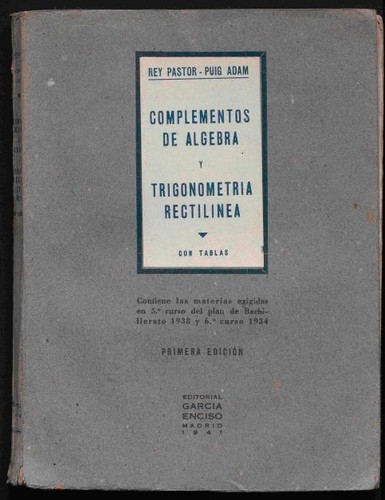 REY PASTOR - PUIG ADAM
COMPLEMENTOS
DE ALGEBRA
Y
TRIGONOMETRIA
RECTILINEA
CON TABLAS
Contiene las materias exigidas
en 5.º curso del plan de Bachi-
llerato 1938 y 6.º curso 1934
PRIMERA EDICIÓN
EDITORIAL
GARCIA
ENCISO
MADRID
1941